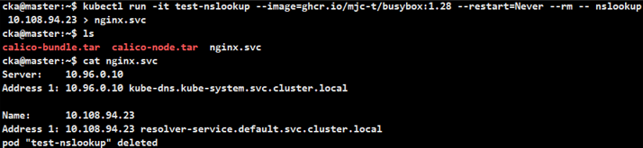 cka@master:~$ kubectl run -it test-nslookup --image=ghcr.io/mjc-t/busybox:1.28 --restart=Never --rm -- nslookup
 10.108.94.23 > nginx.svc
cka@master:~$ ls
calico-bundle.tar  calico-node.tar  nginx.svc
cka@master:~$ cat nginx.svc
Server:    10.96.0.10
Address 1: 10.96.0.10 kube-dns.kube-system.svc.cluster.local

Name:      10.108.94.23
Address 1: 10.108.94.23 resolver-service.default.svc.cluster.local
pod "test-nslookup" deleted